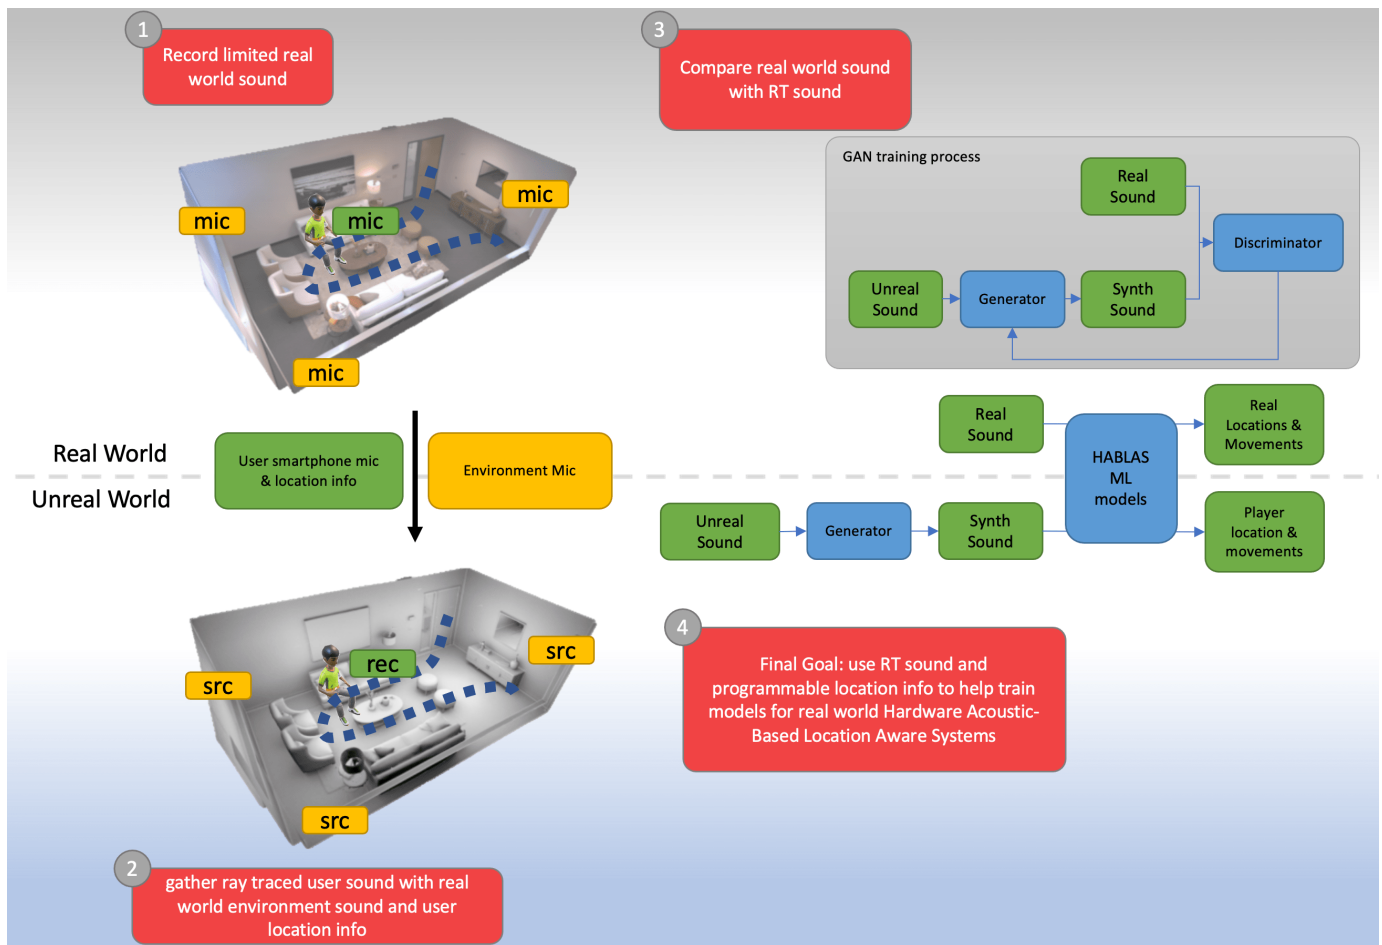 1
Record limited real
world sound
mic
mic
mic
mic
Real World
Unreal World
User smartphone mic
& location info
Environment Mic
rec
src
src
src
2
gather ray traced user sound with real
world environment sound and user
location info
3
Compare real world sound
with RT sound
GAN training process
Real
Sound
Discriminator
Unreal
Sound
Generator
Synth
Sound
Real
Sound
HABLAS
ML
models
Real
Locations &
Movements
Unreal
Sound
Generator
Synth
Sound
Player
location &
movements
4
Final Goal: use RT sound and
programmable location info to help train
models for real world Hardware Acoustic-
Based Location Aware Systems